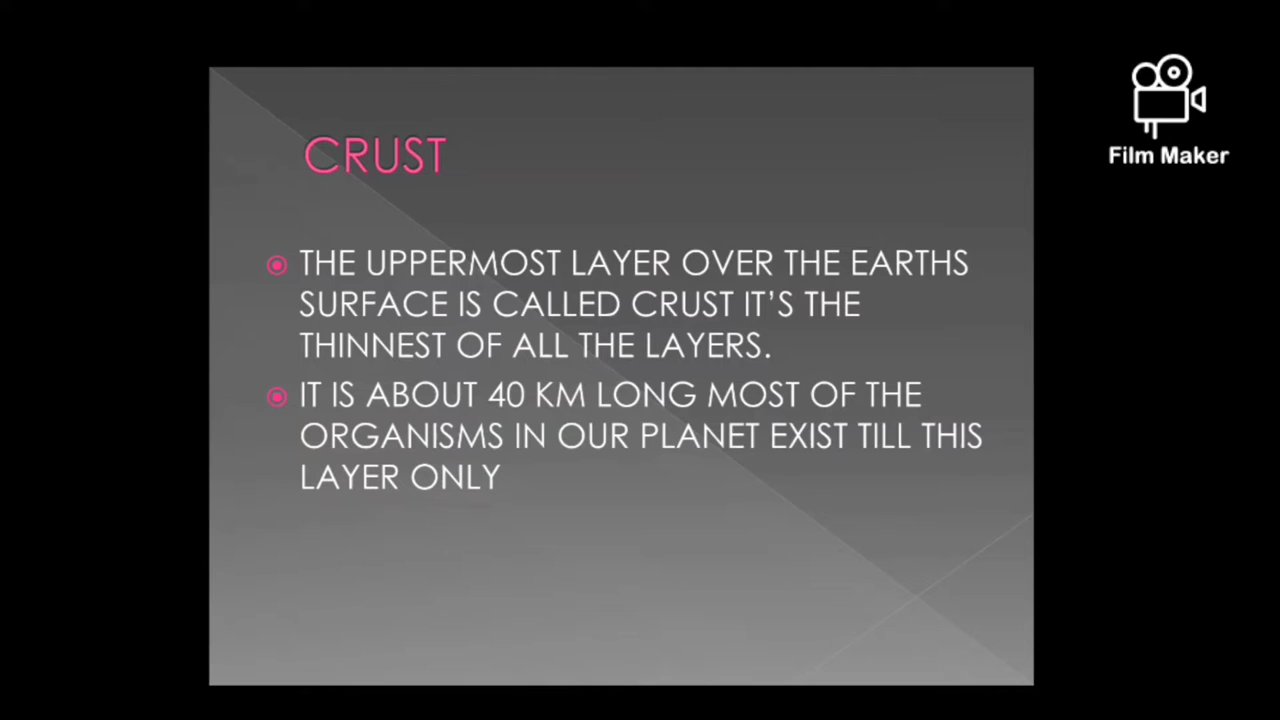 Film Maker
CRUST
THE UPPERMOST LAYER OVER THE EARTHS
SURFACE IS CALLED CRUST IT’S THE
THINNEST OF ALL THE LAYERS.
IT IS ABOUT 40 KM LONG MOST OF THE
ORGANISMS IN OUR PLANET EXIST TILL THIS
LAYER ONLY